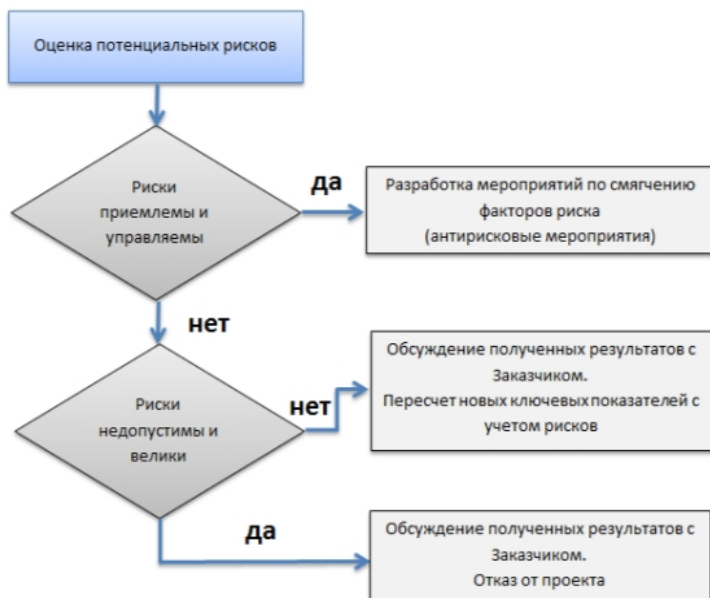 Оценка потенциальных рисков
Риски
приемлемы и
управляемы
да
Разработка мероприятий по смягчению
факторов риска
(антирисковые мероприятия)
нет
Риски
недопустимы и
велики
нет
Обсуждение полученных результатов с
Заказчиком.
Пересчет новых ключевых показателей с
учетом рисков
да
Обсуждение полученных результатов с
Заказчиком.
Отказ от проекта